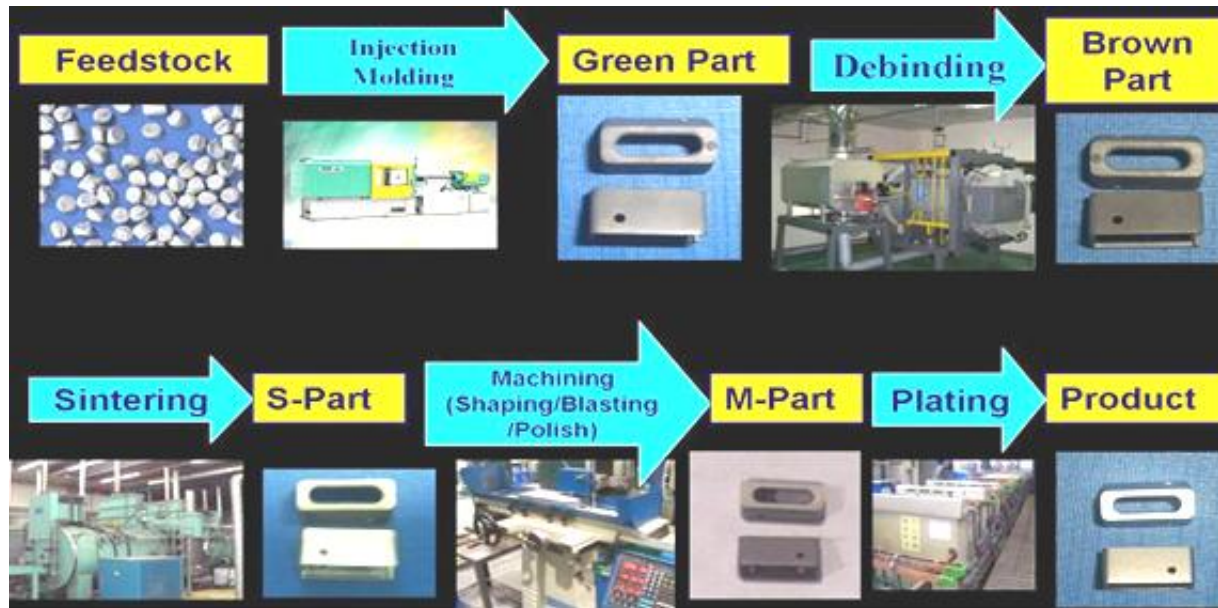 Feedstock
Injection
Molding
Green Part
Debinding
Brown
Part
Sintering
S-Part
Machining
(Shaping/Blasting
/Polish)
M-Part
Plating
Product